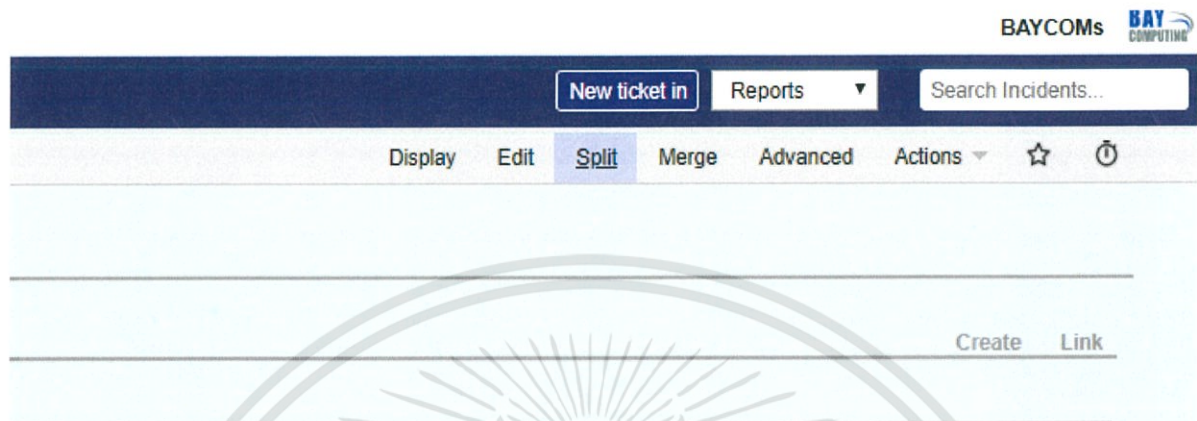 BAYCOMs BAY COMPUTING
New ticket in Reports Search Incidents...
Display Edit Split Merge Advanced Actions
Create Link